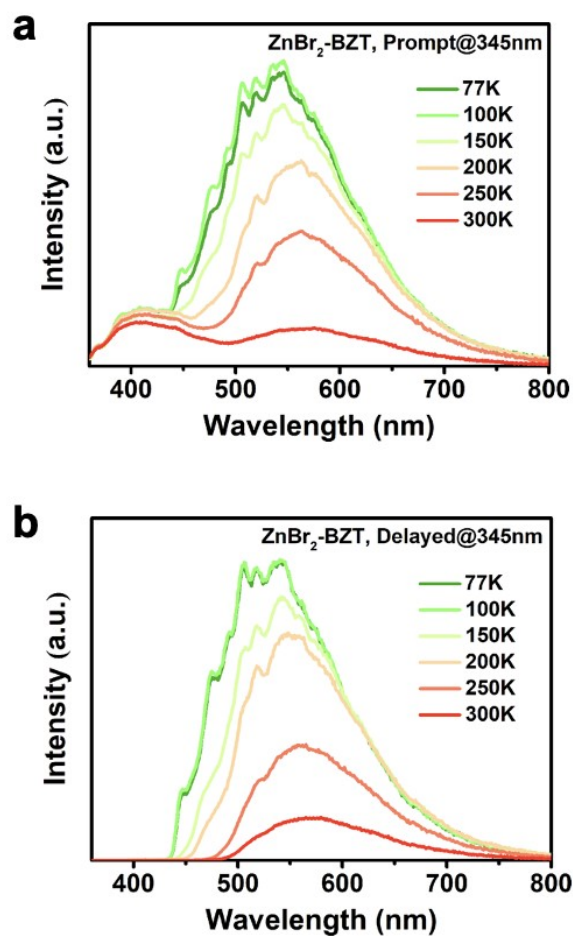 a
ZnBr₂-BZT, Prompt@345nm
77K
100K
150K
200K
250K
300K
Intensity (a.u.)
400 500 600 700 800
Wavelength (nm)
b
ZnBr₂-BZT, Delayed@345nm
77K
100K
150K
200K
250K
300K
Intensity (a.u.)
400 500 600 700 800
Wavelength (nm)